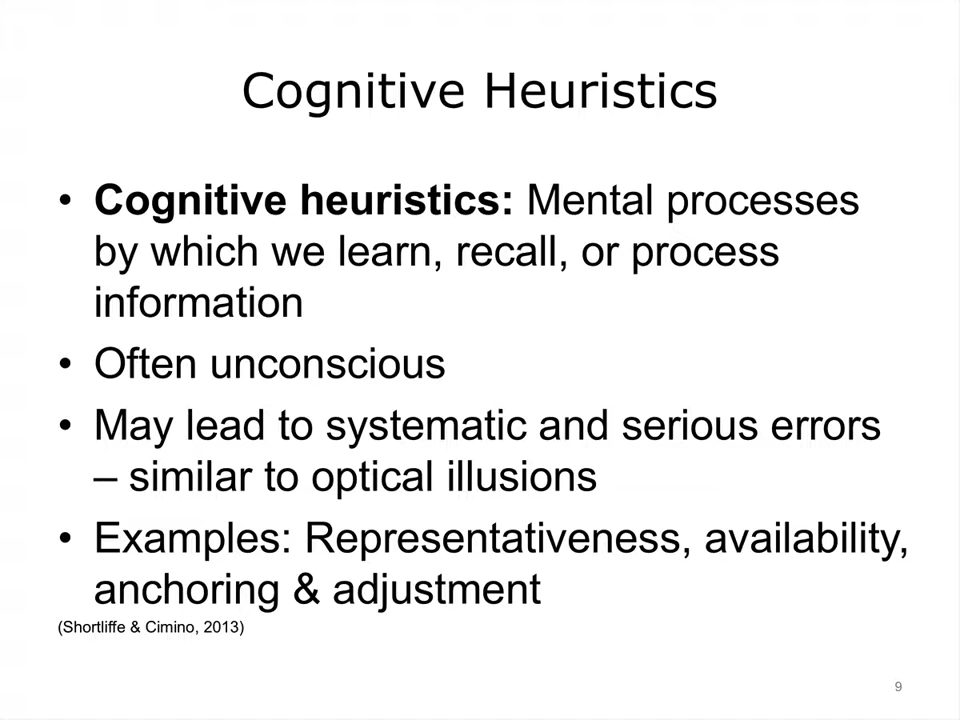 Cognitive Heuristics
• Cognitive heuristics: Mental processes
by which we learn, recall, or process
information
• Often unconscious
• May lead to systematic and serious errors
– similar to optical illusions
• Examples: Representativeness, availability,
anchoring & adjustment
(Shortliffe & Cimino, 2013)
9